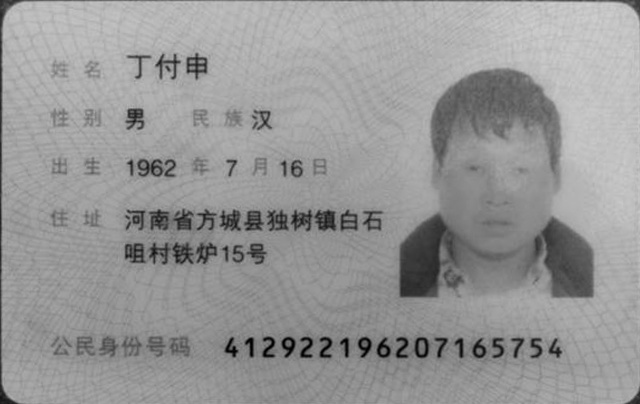 姓名 丁付申
性别 男 民族 汉
出生 1962 年 7 月 16 日
住址 河南省方城县独树镇白石
咀村铁炉15号
公民身份号码 412922196207165754